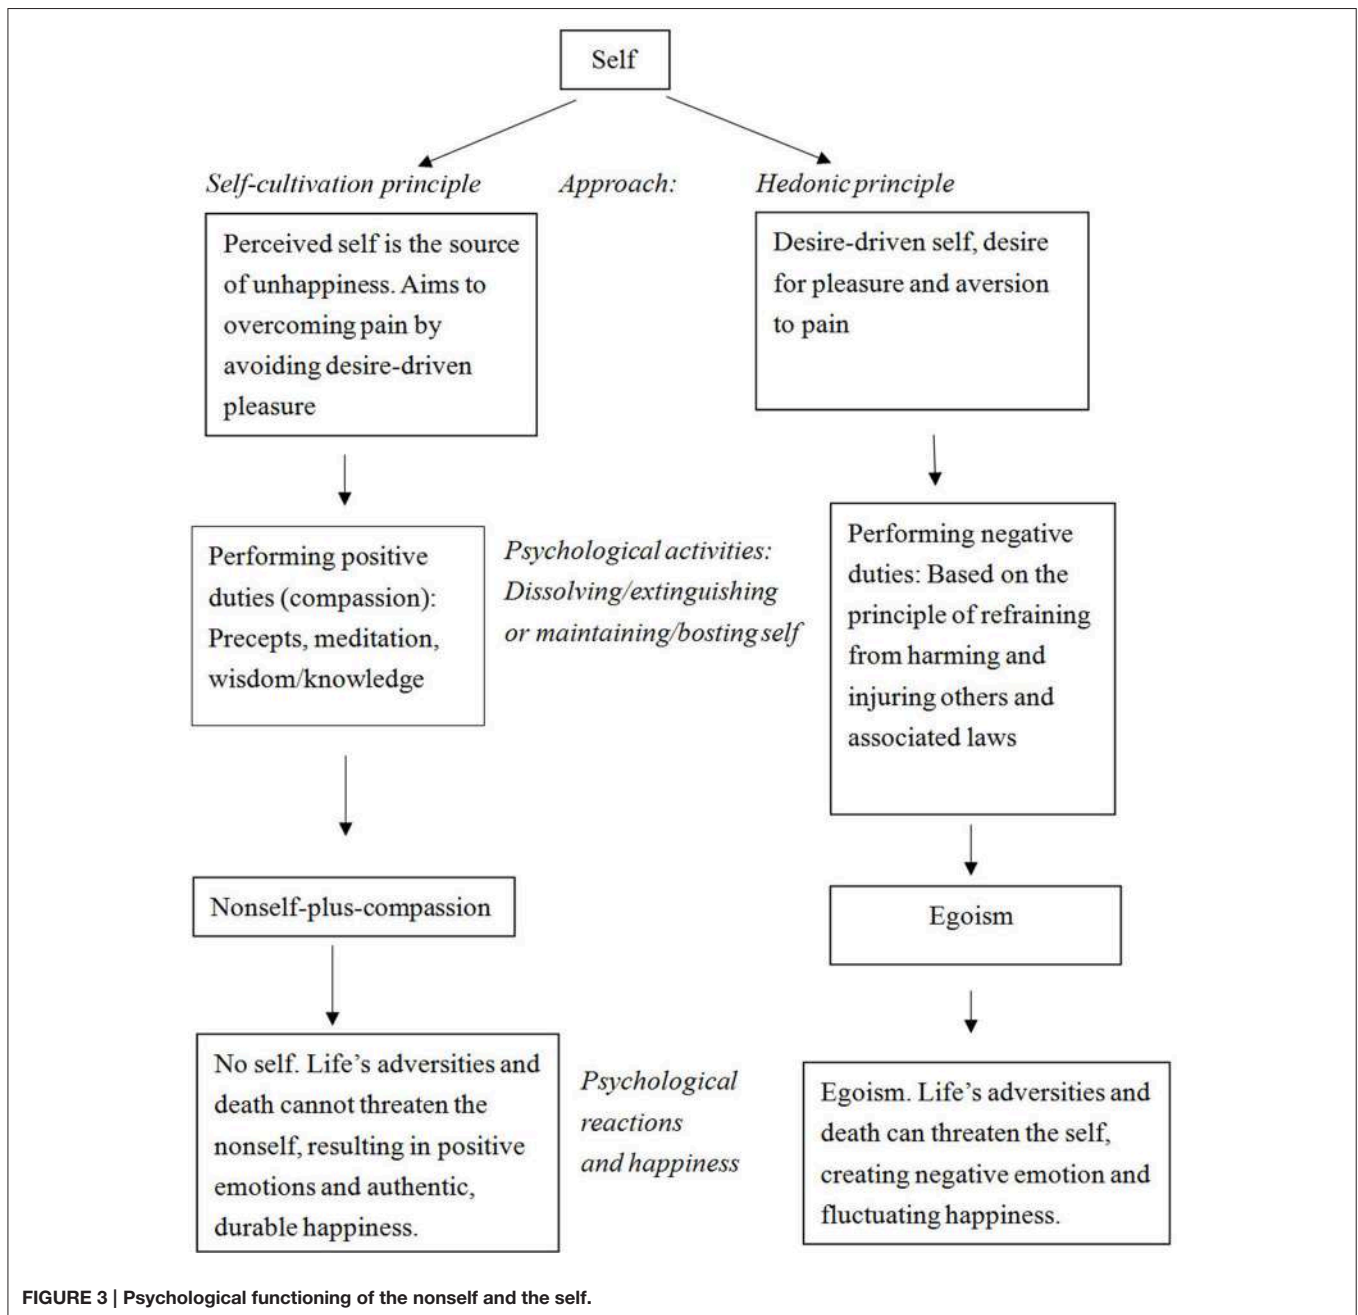 Self
Self-cultivation principle
Approach:
Hedonic principle
Perceived self is the source
of unhappiness. Aims to
overcoming pain by
avoiding desire-driven
pleasure
Desire-driven self, desire
for pleasure and aversion
to pain
Performing positive
duties (compassion):
Precepts, meditation,
wisdom/knowledge
Psychological activities:
Dissolving/extinguishing
or maintaining/bosting self
Performing negative
duties: Based on the
principle of refraining
from harming and
injuring others and
associated laws
Nonself-plus-compassion
Egoism
No self. Life’s adversities and
death cannot threaten the
nonself, resulting in positive
emotions and authentic,
durable happiness.
Psychological
reactions
and happiness
Egoism. Life’s adversities and
death can threaten the self,
creating negative emotion and
fluctuating happiness.
FIGURE 3 | Psychological functioning of the nonself and the self.